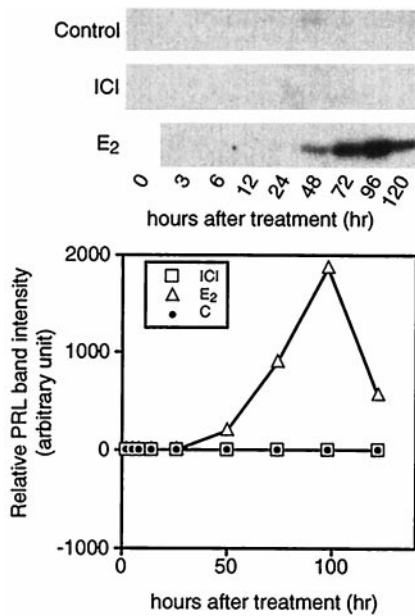 Control
ICI
E₂
0 3 6 12 24 48 72 96 120
hours after treatment (hr)
2000
1000
0
-1000
Relative PRL band intensity
(arbitrary unit)
ICI
E₂
C
0 50 100
hours after treatment (hr)